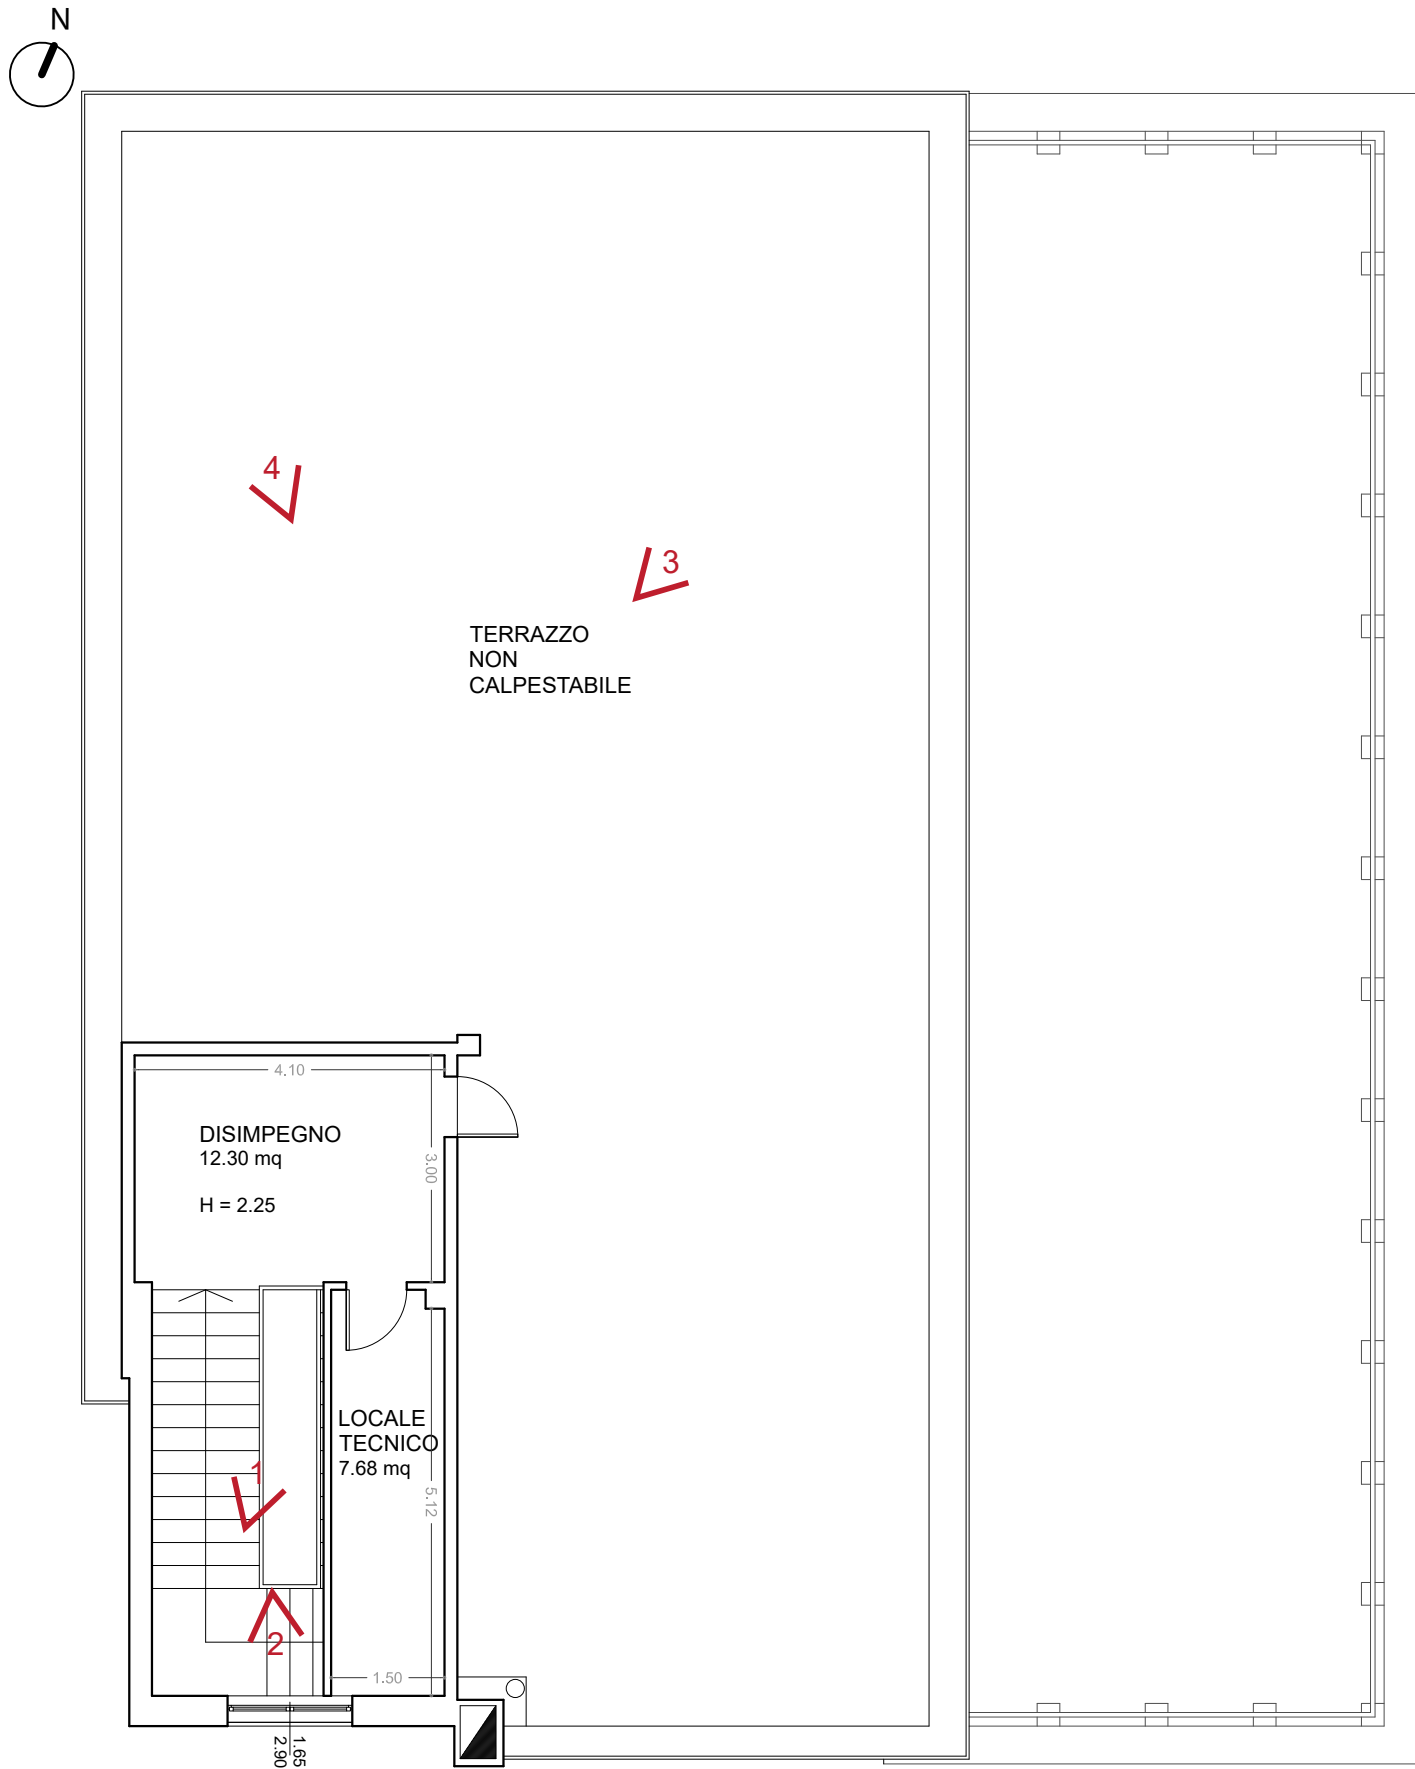 N
4
3
TERRAZZO
NON
CALPESTABILE
4.10
DISIMPEGNO
12.30 mq
3.00
H = 2.25
LOCALE
TECNICO
7.68 mq
1
5.12
2
1.50
1.65
2.90